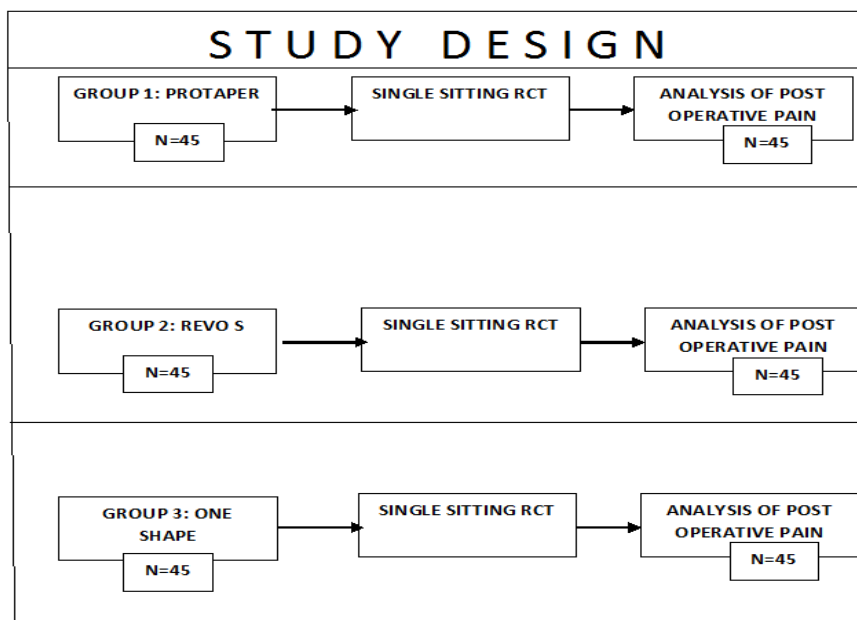 STUDY DESIGN
GROUP 1: PROTAPER
N=45
SINGLE SITTING RCT
ANALYSIS OF POST
OPERATIVE PAIN
N=45
GROUP 2: REVO S
N=45
SINGLE SITTING RCT
ANALYSIS OF POST
OPERATIVE PAIN
N=45
GROUP 3: ONE
SHAPE
N=45
SINGLE SITTING RCT
ANALYSIS OF POST
OPERATIVE PAIN
N=45